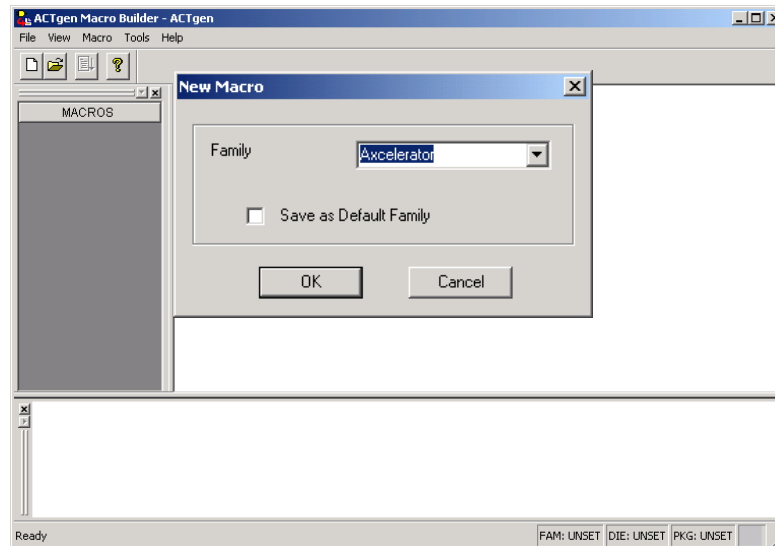 ACTgen Macro Builder - ACTgen
File View Macro Tools Help
New Macro
MACROS
Family Axcelerator
Save as Default Family
OK Cancel
Ready FAM: UNSET DIE: UNSET PKG: UNSET